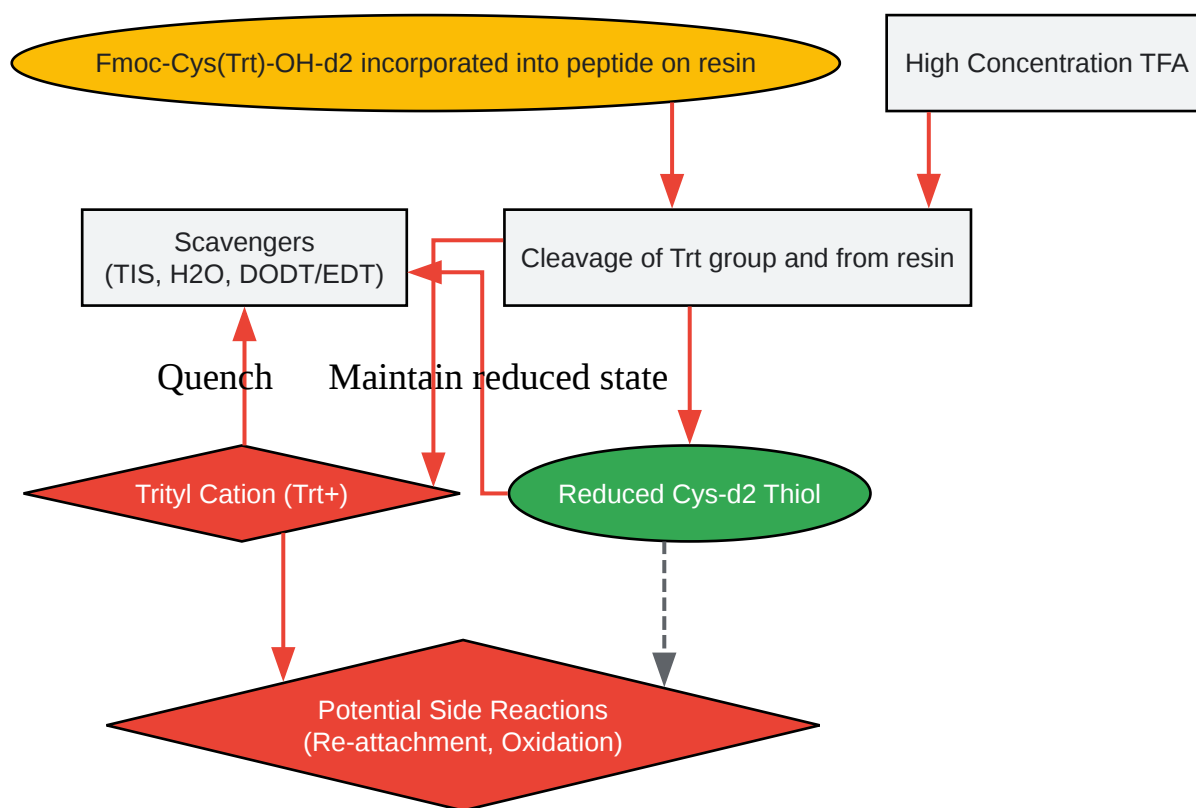 Fmoc-Cys(Trt)-OH-d2 incorporated into peptide on resin
High Concentration TFA
Scavengers
(TIS, H2O, DODT/EDT)
Cleavage of Trt group and from resin
Quench
Maintain reduced state
Trityl Cation (Trt+)
Reduced Cys-d2 Thiol
Potential Side Reactions
(Re-attachment, Oxidation)